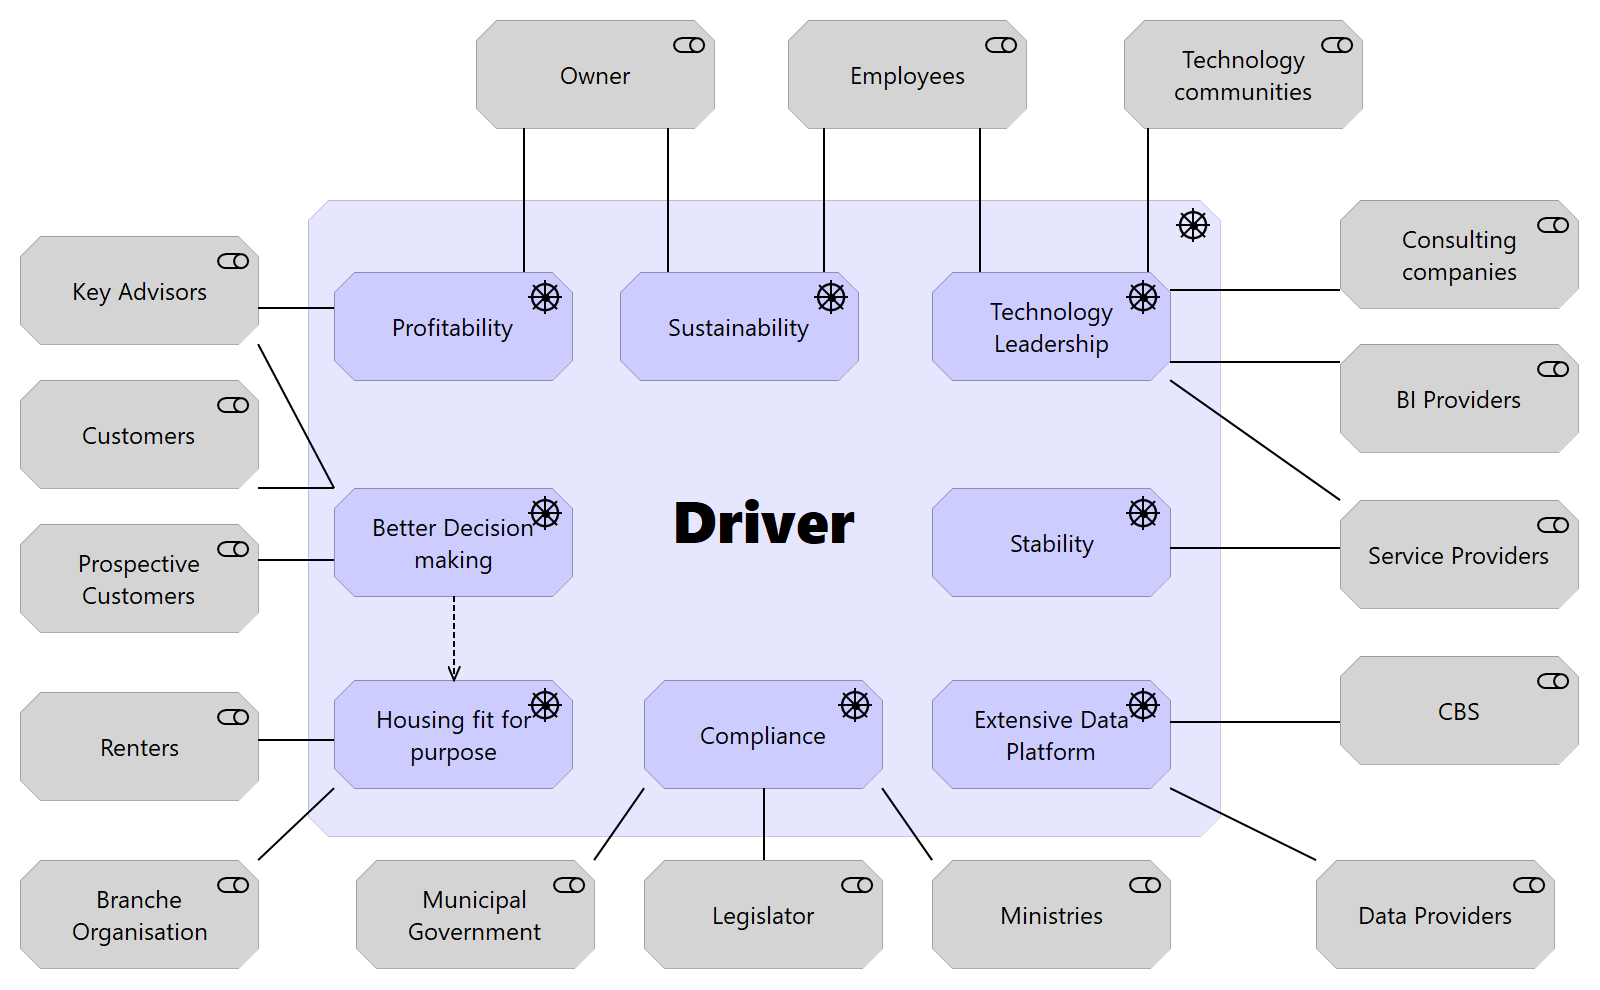 Owner
Employees
Technology
communities
Key Advisors
Consulting
companies
Profitability
Sustainability
Technology
Leadership
Customers
BI Providers
Better Decision
making
Driver
Stability
Prospective
Customers
Service Providers
Renters
Housing fit for
purpose
Compliance
Extensive Data
Platform
CBS
Branche
Organisation
Municipal
Government
Legislator
Ministries
Data Providers